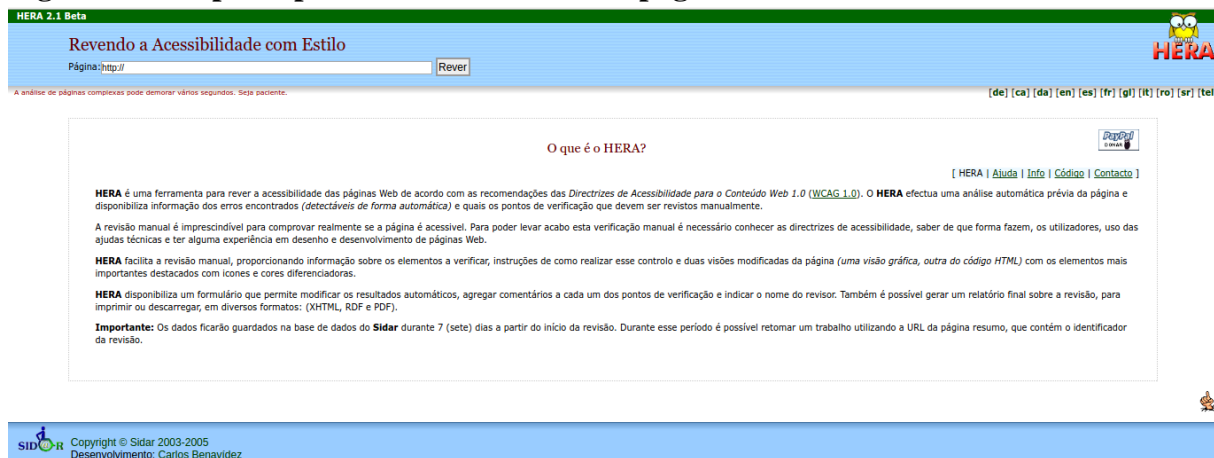 HERA 2.1 Beta
Revendo a Acessibilidade com Estilo
HERA
Página: http:// Rever
A análise de páginas complexas pode demorar vários segundos. Seja paciente.
[de] [ca] [da] [en] [es] [fr] [gl] [it] [ro] [sr] [tel
PayPal
DONAR
O que é o HERA?
[ HERA | Ajuda | Info | Código | Contacto ]
HERA é uma ferramenta para rever a acessibilidade das páginas Web de acordo com as recomendações das Directrizes de Acessibilidade para o Conteúdo Web 1.0 (WCAG 1.0). O HERA efectua uma análise automática prévia da página e
disponibiliza informação dos erros encontrados (detectáveis de forma automática) e quais os pontos de verificação que devem ser revistos manualmente.
A revisão manual é imprescindível para comprovar realmente se a página é acessivel. Para poder levar acabo esta verificação manual é necessário conhecer as directrizes de acessibilidade, saber de que forma fazem, os utilizadores, uso das
ajudas técnicas e ter alguma experiência em desenho e desenvolvimento de páginas Web.
HERA facilita a revisão manual, proporcionando informação sobre os elementos a verificar, instruções de como realizar esse controlo e duas visões modificadas da página (uma visão gráfica, outra do código HTML) com os elementos mais
importantes destacados com icones e cores diferenciadoras.
HERA disponibiliza um formulário que permite modificar os resultados automáticos, agregar comentários a cada um dos pontos de verificação e indicar o nome do revisor. Também é possível gerar um relatório final sobre a revisão, para
imprimir ou descarregar, em diversos formatos: (XHTML, RDF e PDF).
Importante: Os dados ficarão guardados na base de dados do Sidar durante 7 (sete) dias a partir do início da revisão. Durante esse período é possível retomar um trabalho utilizando a URL da página resumo, que contém o identificador
da revisão.
SID@R Copyright © Sidar 2003-2005
Desenvolvimento: Carlos Benavídez